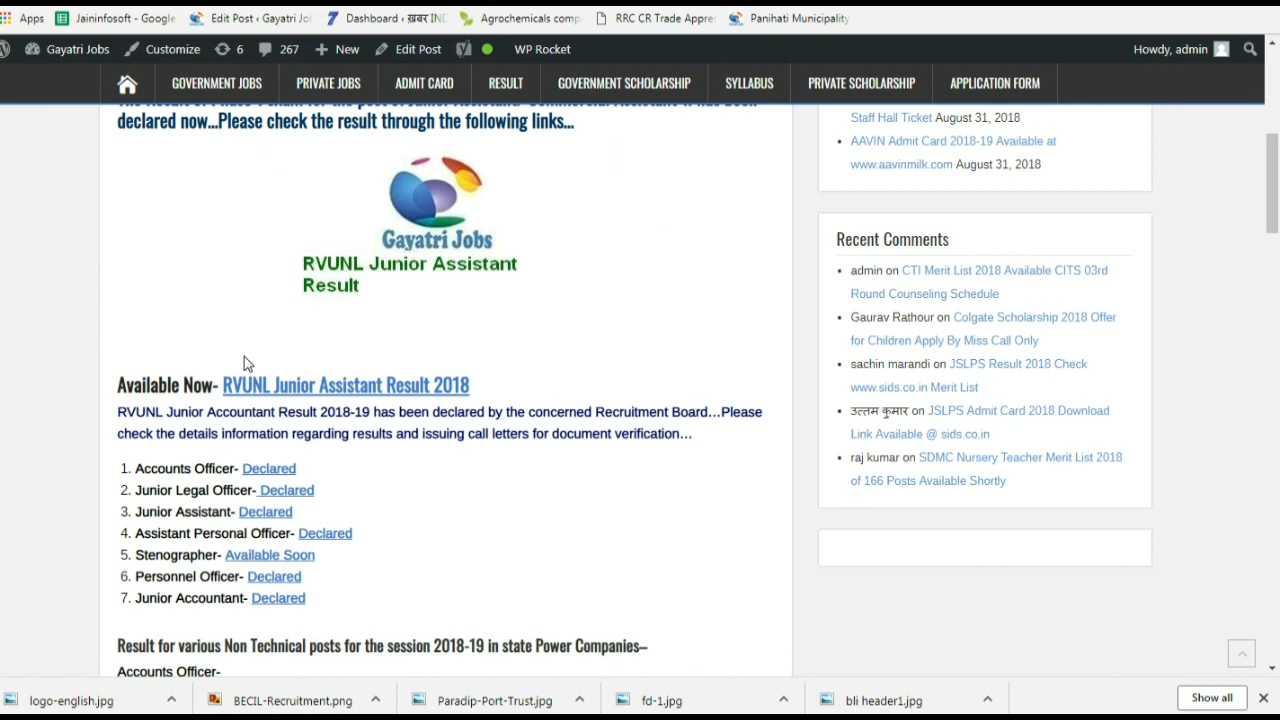 Apps Jaininfosoft - Google Edit Post ‹ Gayatri Jo Dashboard ‹ ख़बर IND Agrochemicals comp RRC CR Trade Appre Panihati Municipality
Gayatri Jobs Customize 6 267 New Edit Post WP Rocket Howdy, admin
GOVERNMENT JOBS PRIVATE JOBS ADMIT CARD RESULT GOVERNMENT SCHOLARSHIP SYLLABUS PRIVATE SCHOLARSHIP APPLICATION FORM
declared now...Please check the result through the following links...
Gayatri Jobs
RVUNL Junior Assistant
Result
Available Now- RVUNL Junior Assistant Result 2018
RVUNL Junior Accountant Result 2018-19 has been declared by the concerned Recruitment Board…Please
check the details information regarding results and issuing call letters for document verification…
1. Accounts Officer- Declared
2. Junior Legal Officer- Declared
3. Junior Assistant- Declared
4. Assistant Personal Officer- Declared
5. Stenographer- Available Soon
6. Personnel Officer- Declared
7. Junior Accountant- Declared
Result for various Non Technical posts for the session 2018-19 in state Power Companies–
Accounts Officer-
Staff Hall Ticket August 31, 2018
AAVIN Admit Card 2018-19 Available at
www.aavinmilk.com August 31, 2018
Recent Comments
admin on CTI Merit List 2018 Available CITS 03rd
Round Counseling Schedule
Gaurav Rathour on Colgate Scholarship 2018 Offer
for Children Apply By Miss Call Only
sachin marandi on JSLPS Result 2018 Check
www.sids.co.in Merit List
उत्तम कुमार on JSLPS Admit Card 2018 Download
Link Available @ sids.co.in
raj kumar on SDMC Nursery Teacher Merit List 2018
of 166 Posts Available Shortly
logo-english.jpg BECIL-Recruitment.png Paradip-Port-Trust.jpg fd-1.jpg bli header1.jpg Show all